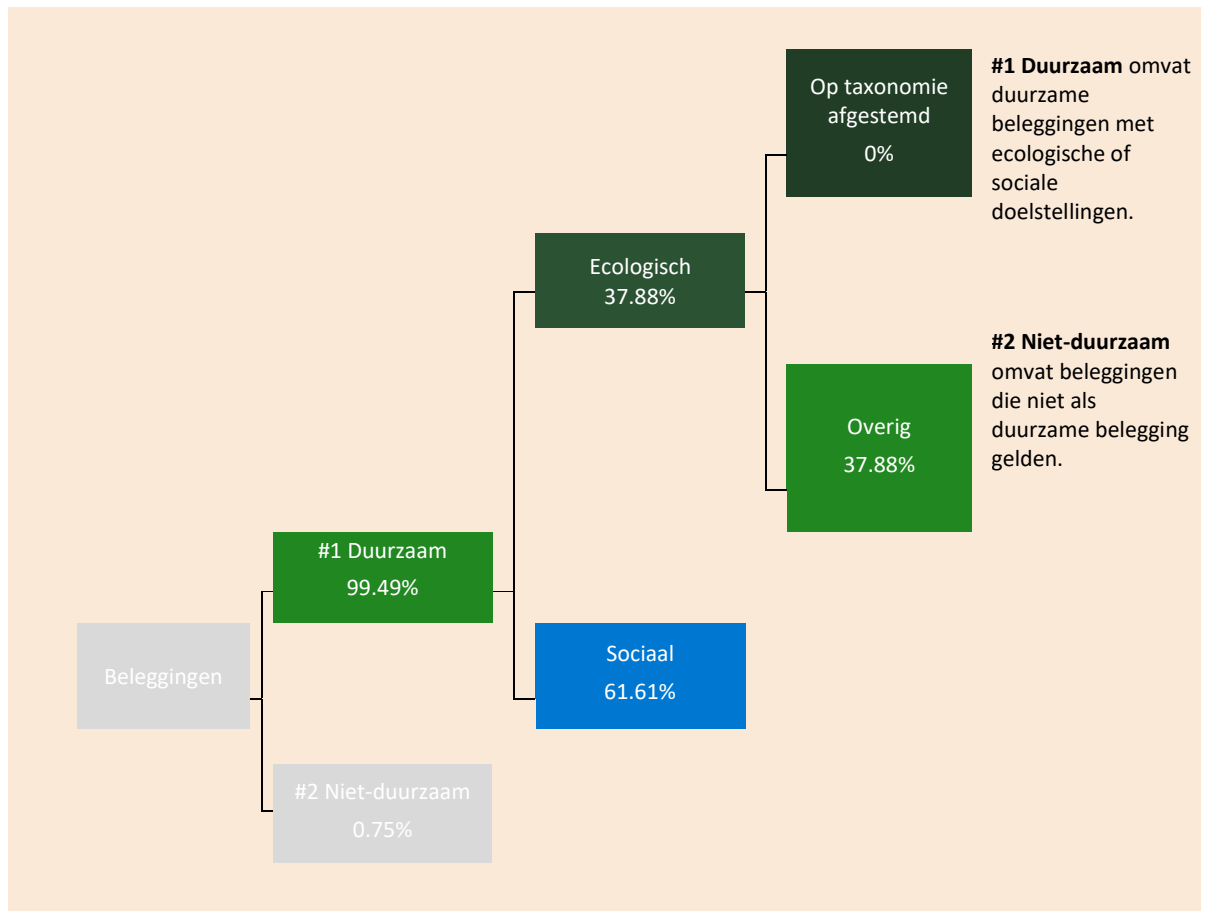 Op taxonomie
afgestemd
0%
#1 Duurzaam omvat
duurzame
beleggingen met
ecologische of
sociale
doelstellingen.
Ecologisch
37.88%
#2 Niet-duurzaam
omvat beleggingen
die niet als
duurzame belegging
gelden.
Overig
37.88%
#1 Duurzaam
99.49%
Sociaal
61.61%
Beleggingen
#2 Niet-duurzaam
0.75%